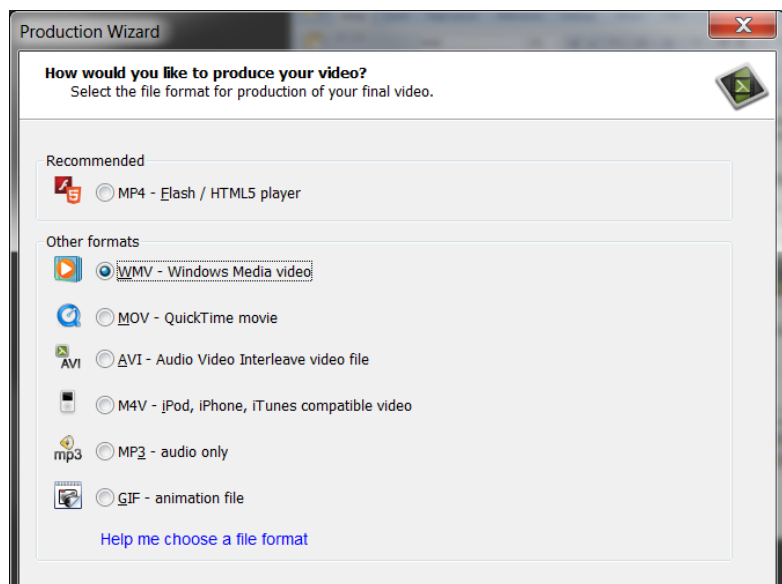 Production Wizard
How would you like to produce your video?
Select the file format for production of your final video.
Recommended
MP4 - Flash / HTML5 player
Other formats
WMV - Windows Media video
MOV - QuickTime movie
AVI
AVI - Audio Video Interleave video file
M4V - iPod, iPhone, iTunes compatible video
mp3
MP3 - audio only
GIF - animation file
Help me choose a file format